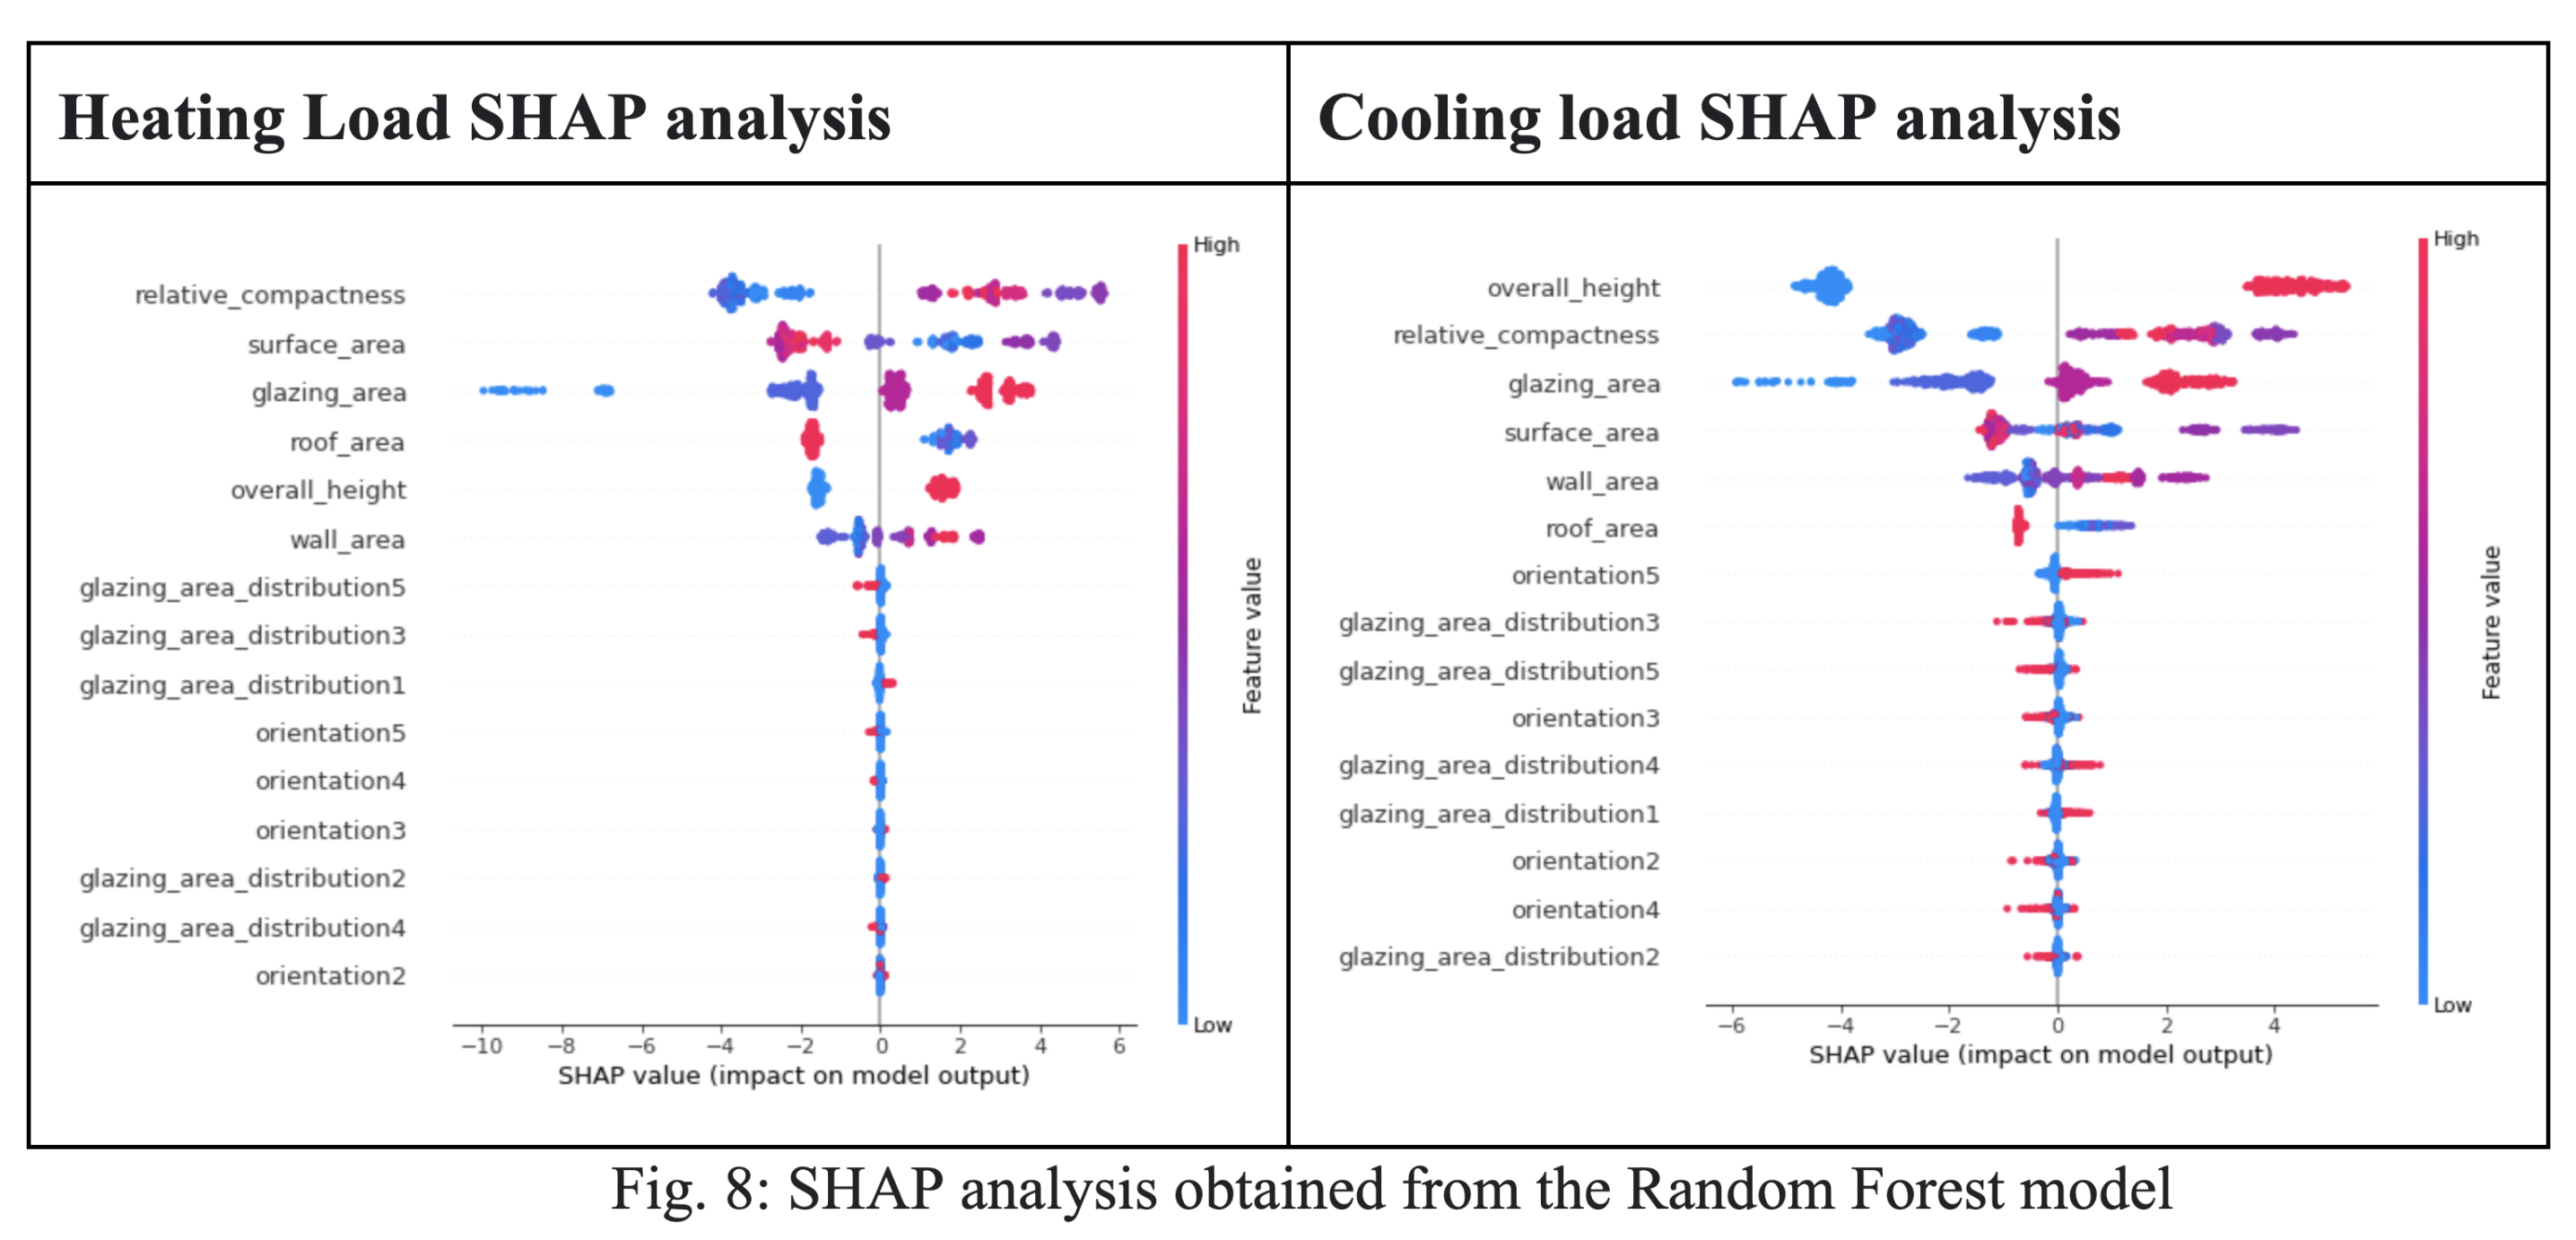 Heating Load SHAP analysis
Cooling load SHAP analysis
High
relative_compactness
surface_area
glazing_area
roof_area
overall_height
wall_area
glazing_area_distribution5
glazing_area_distribution3
glazing_area_distribution1
orientation5
orientation4
orientation3
glazing_area_distribution2
glazing_area_distribution4
orientation2
Feature value
Low
−10 −8 −6 −4 −2 0 2 4 6
SHAP value (impact on model output)
High
overall_height
relative_compactness
glazing_area
surface_area
wall_area
roof_area
orientation5
glazing_area_distribution3
glazing_area_distribution5
orientation3
glazing_area_distribution4
glazing_area_distribution1
orientation2
orientation4
glazing_area_distribution2
Feature value
Low
−6 −4 −2 0 2 4
SHAP value (impact on model output)
Fig. 8: SHAP analysis obtained from the Random Forest model